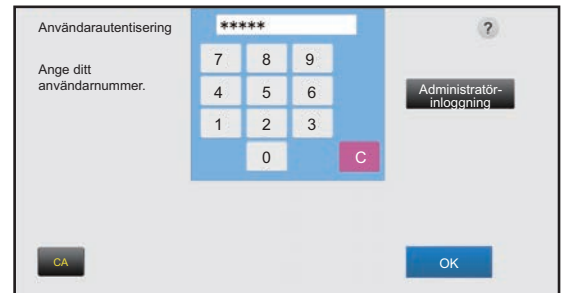 Användarautentisering
*****
?
Ange ditt
användarnummer.
7 8 9
4 5 6
1 2 3
0 C
Administratör-
inloggning
CA
OK